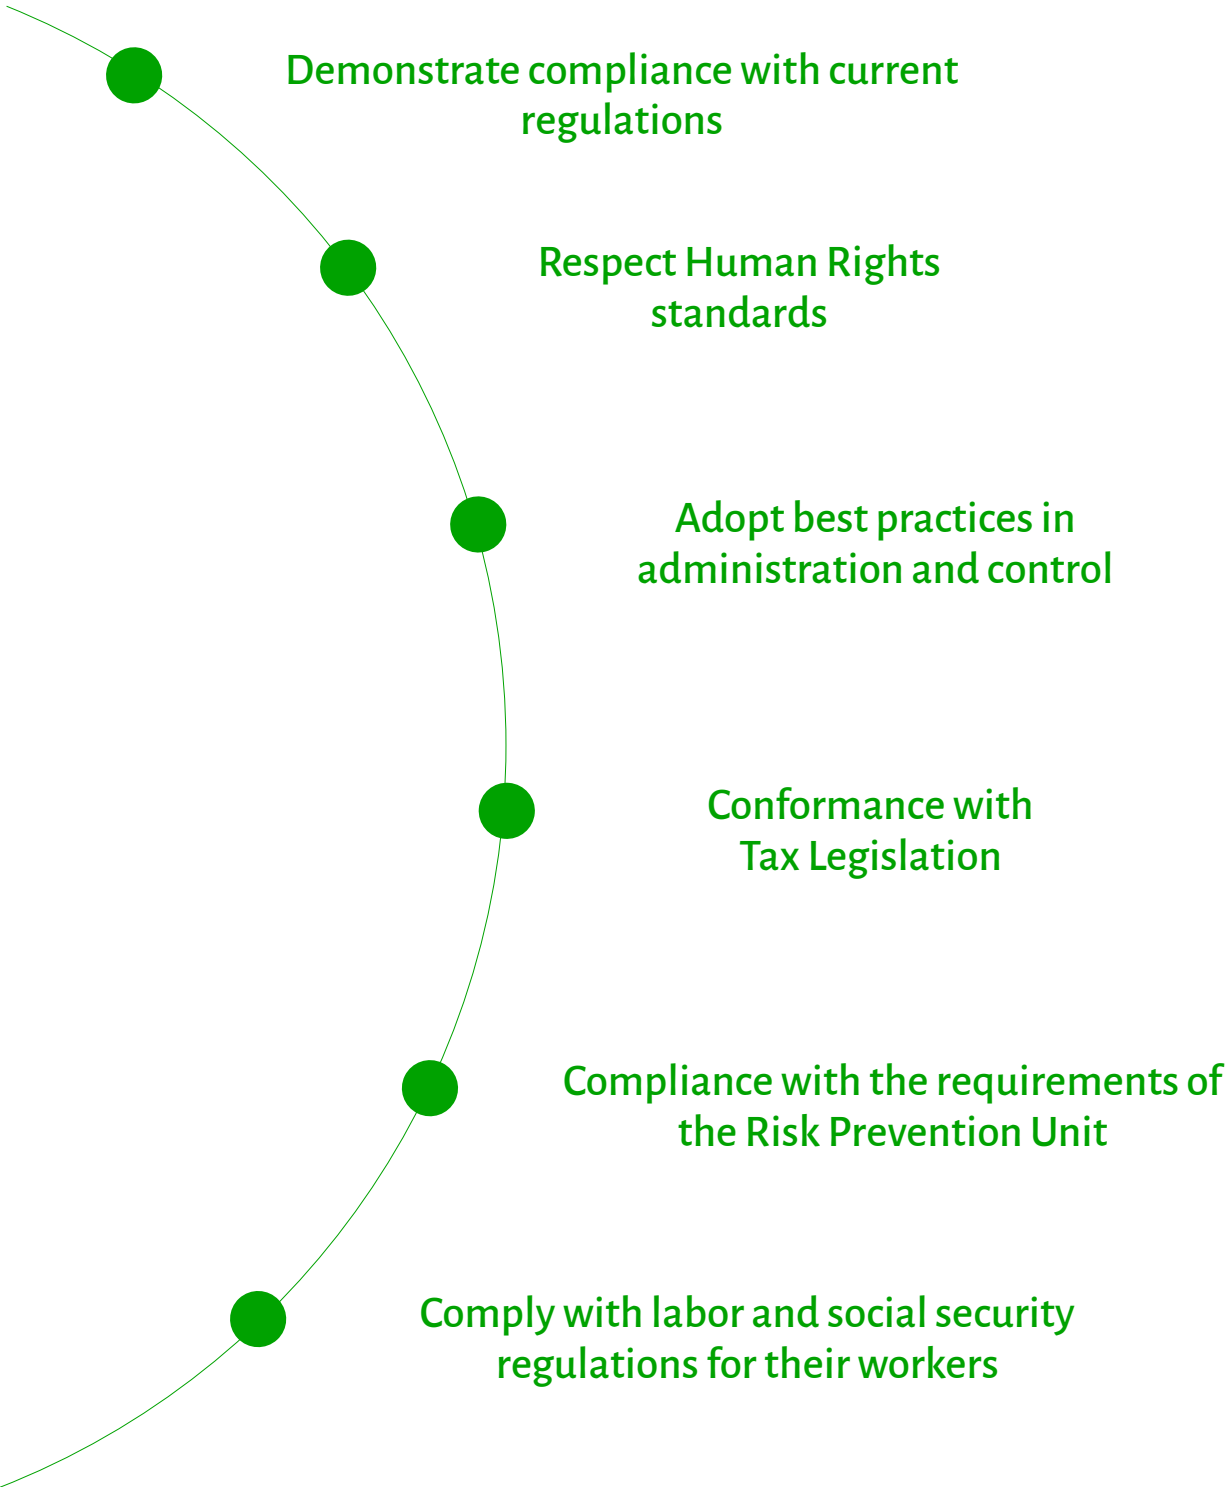 Demonstrate compliance with current
regulations
Respect Human Rights
standards
Adopt best practices in
administration and control
Conformance with
Tax Legislation
Compliance with the requirements of
the Risk Prevention Unit
Comply with labor and social security
regulations for their workers